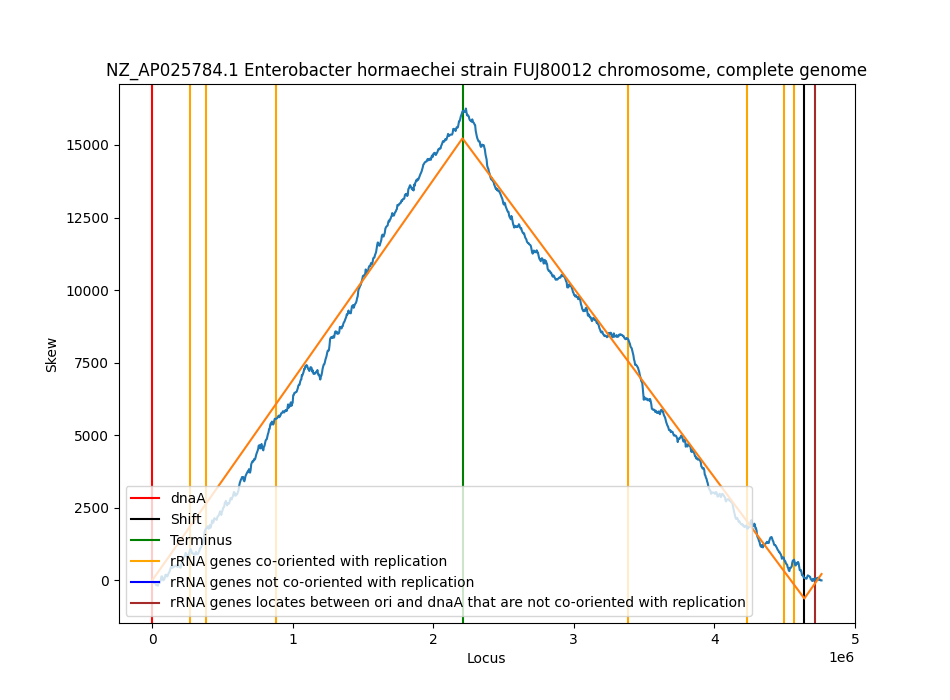 NZ_AP025784.1 Enterobacter hormaechei strain FUJ80012 chromosome, complete genome
15000
12500
10000
7500
5000
2500
0
Skew
dnaA
Shift
Terminus
rRNA genes co-oriented with replication
rRNA genes not co-oriented with replication
rRNA genes locates between ori and dnaA that are not co-oriented with replication
0 1 2 3 4 5
Locus
1e6